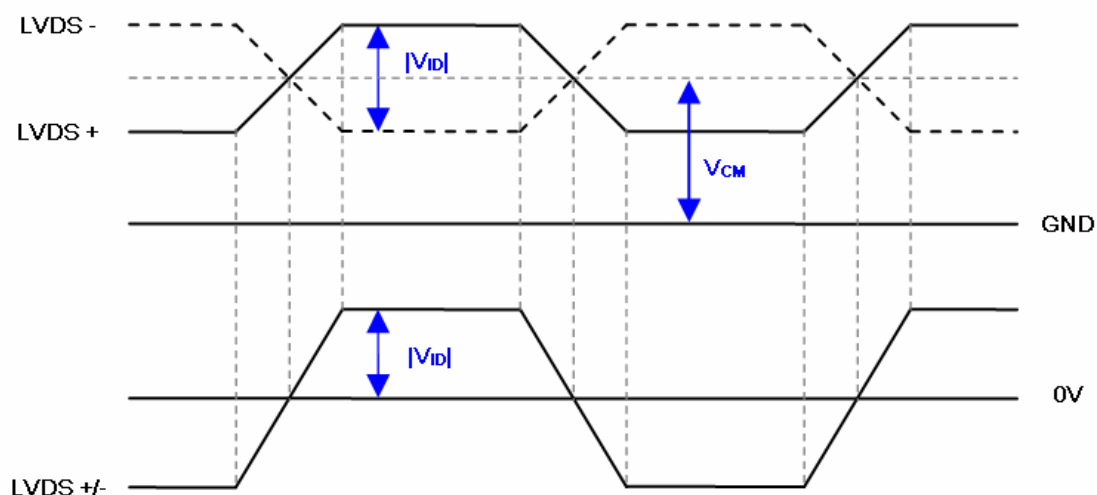 LVDS -
|VID|
LVDS +
VCM
GND
|VID|
0V
LVDS +/-